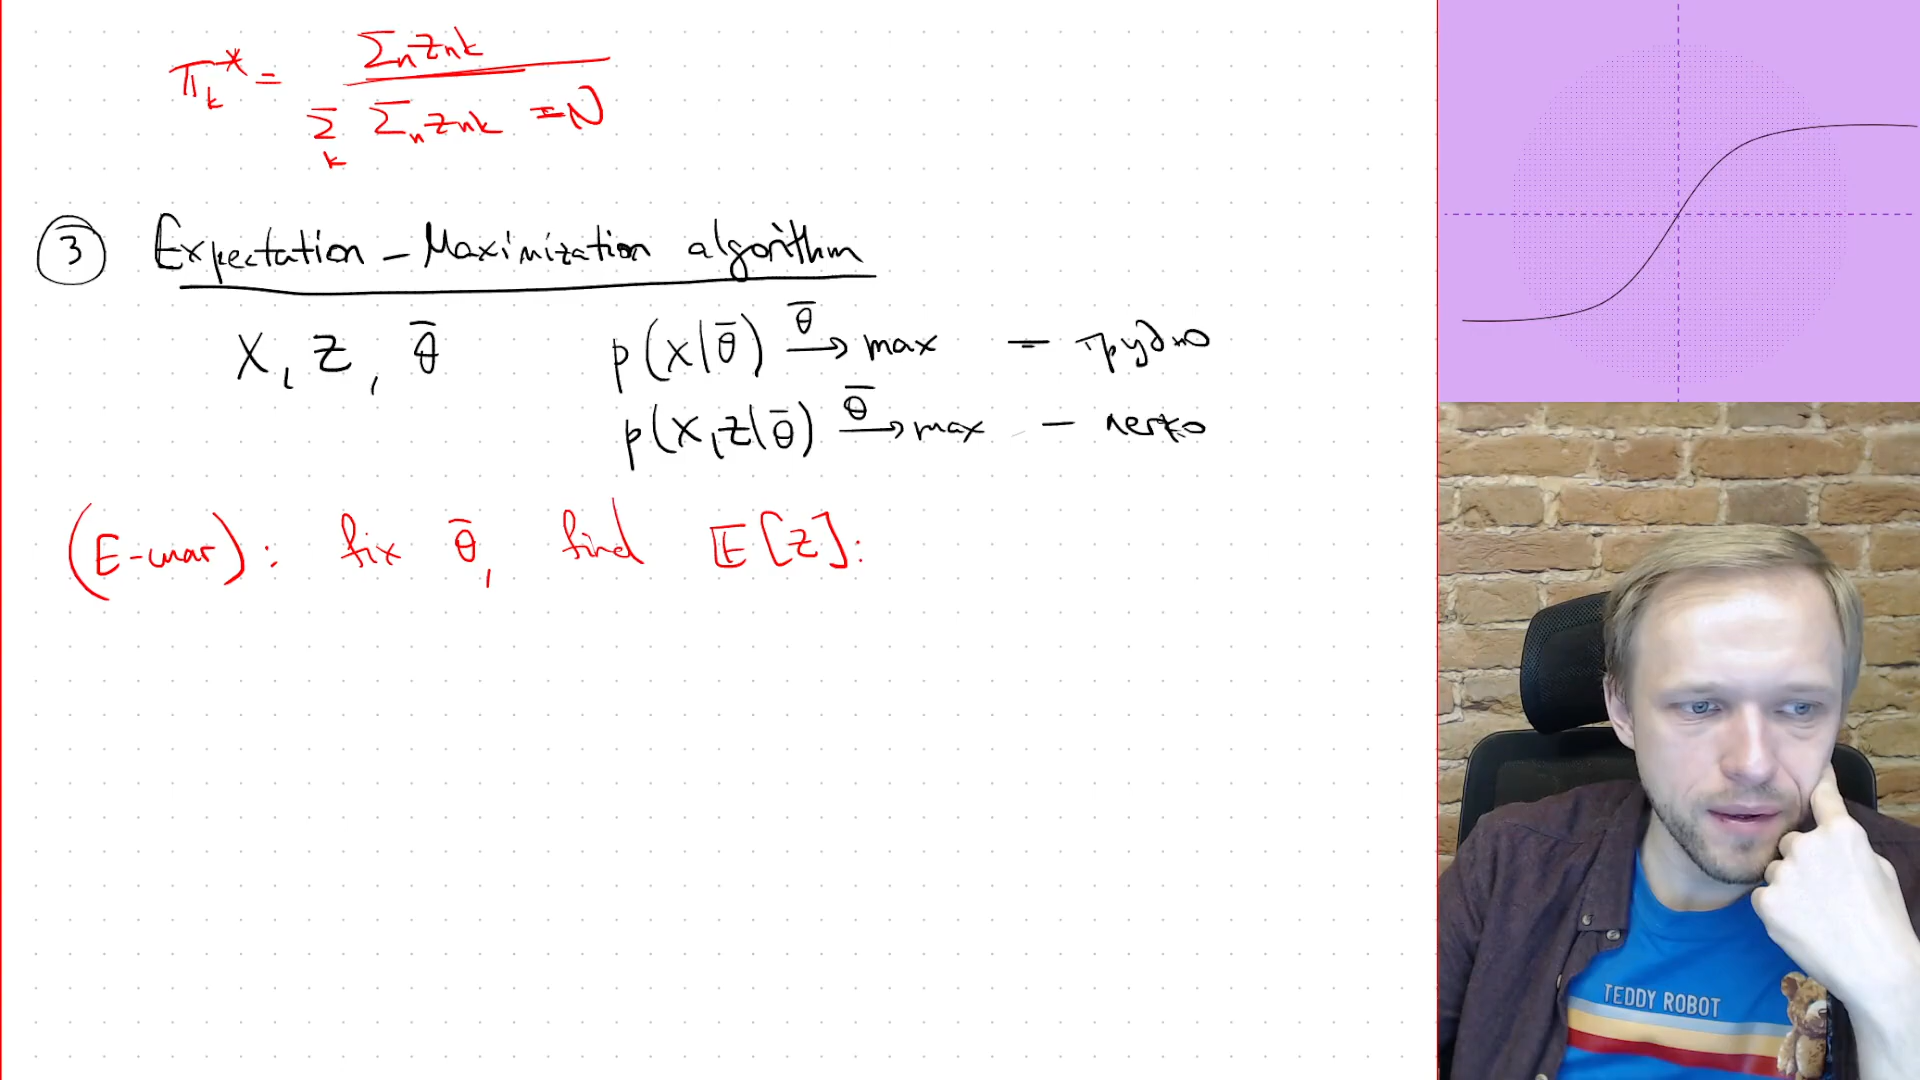 π_k^* = Σ_n z_nk / Σ_k Σ_n z_nk = N
③ Expectation – Maximization algorithm
X, Z, θ̄ p(X|θ̄) →^θ̄ max – трудно
p(X,Z|θ̄) →^θ̄ max – легко
(E-шаг): fix θ̄, find 𝔼[Z]:
TEDDY ROBOT